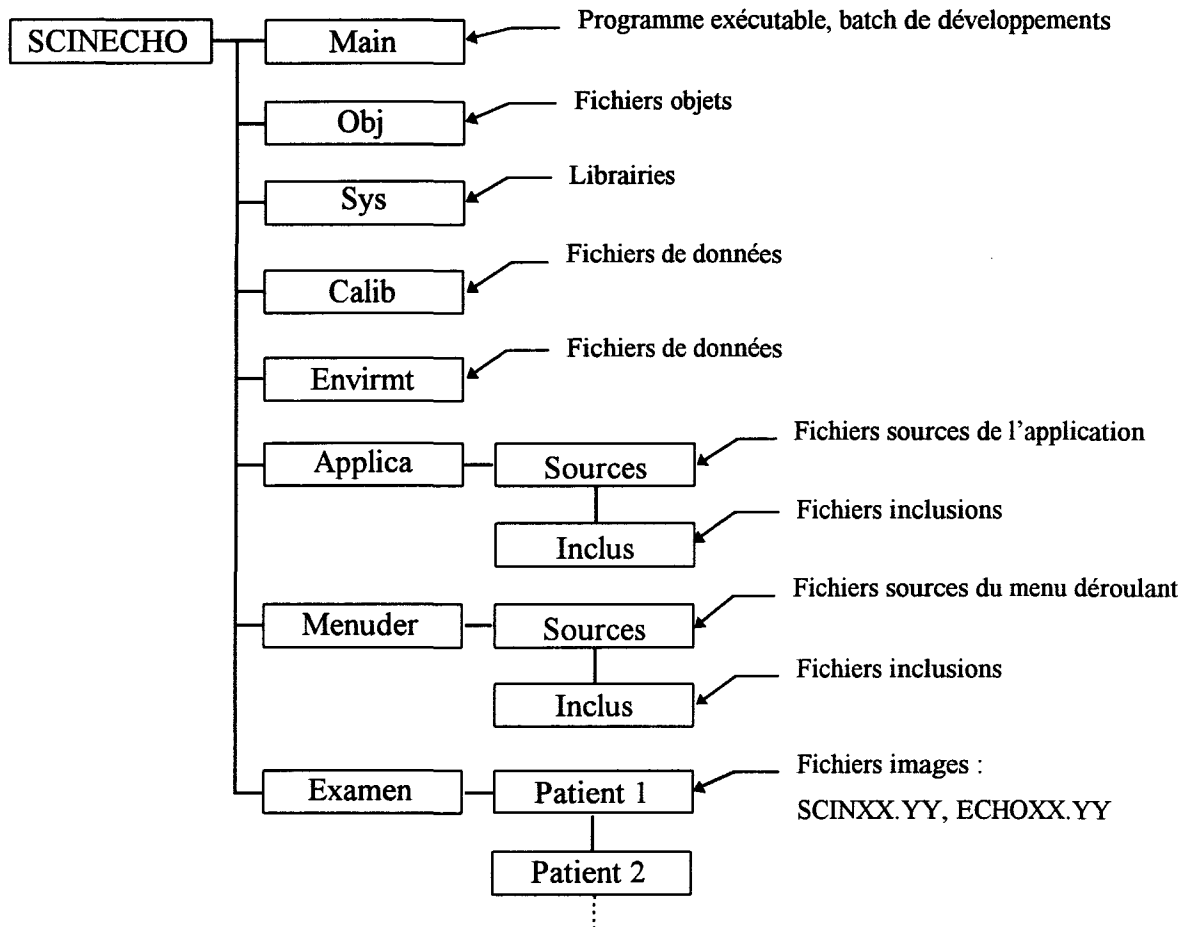 SCINECHO
Main
Programme exécutable, batch de développements
Obj
Fichiers objets
Sys
Librairies
Calib
Fichiers de données
Envirmt
Fichiers de données
Applica
Sources
Fichiers sources de l'application
Inclus
Fichiers inclusions
Menuder
Sources
Fichiers sources du menu déroulant
Inclus
Fichiers inclusions
Examen
Patient 1
Fichiers images :
SCINXX.YY, ECHOXX.YY
Patient 2